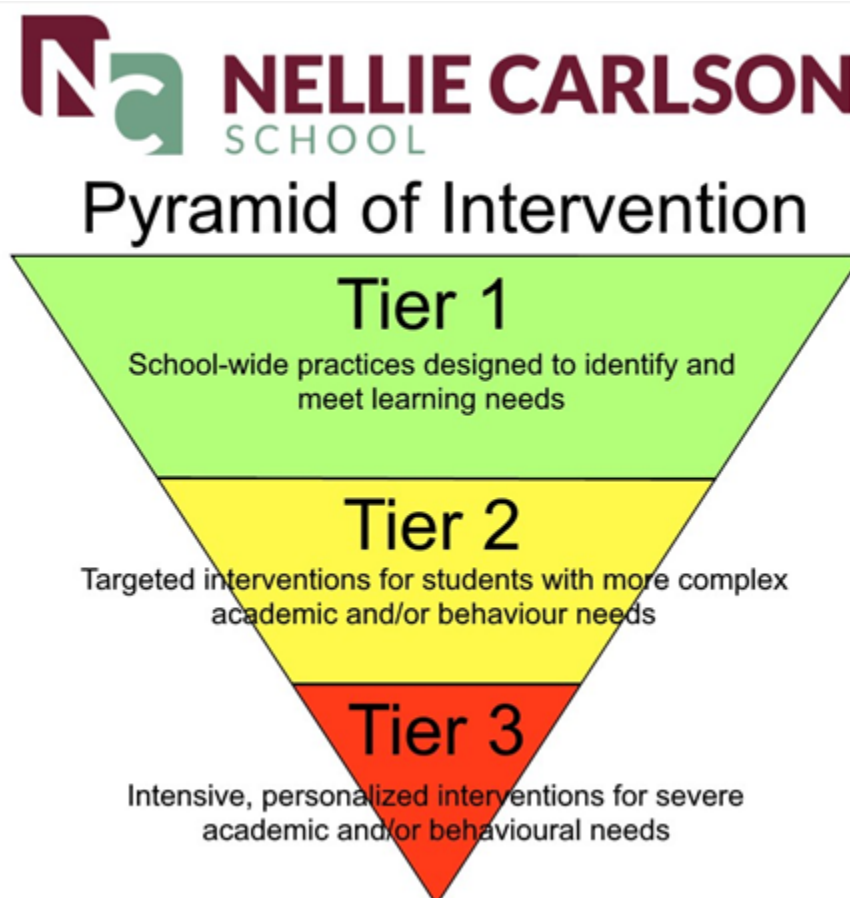 NC
NELLIE CARLSON
SCHOOL
Pyramid of Intervention
Tier 1
School-wide practices designed to identify and
meet learning needs
Tier 2
Targeted interventions for students with more complex
academic and/or behaviour needs
Tier 3
Intensive, personalized interventions for severe
academic and/or behavioural needs